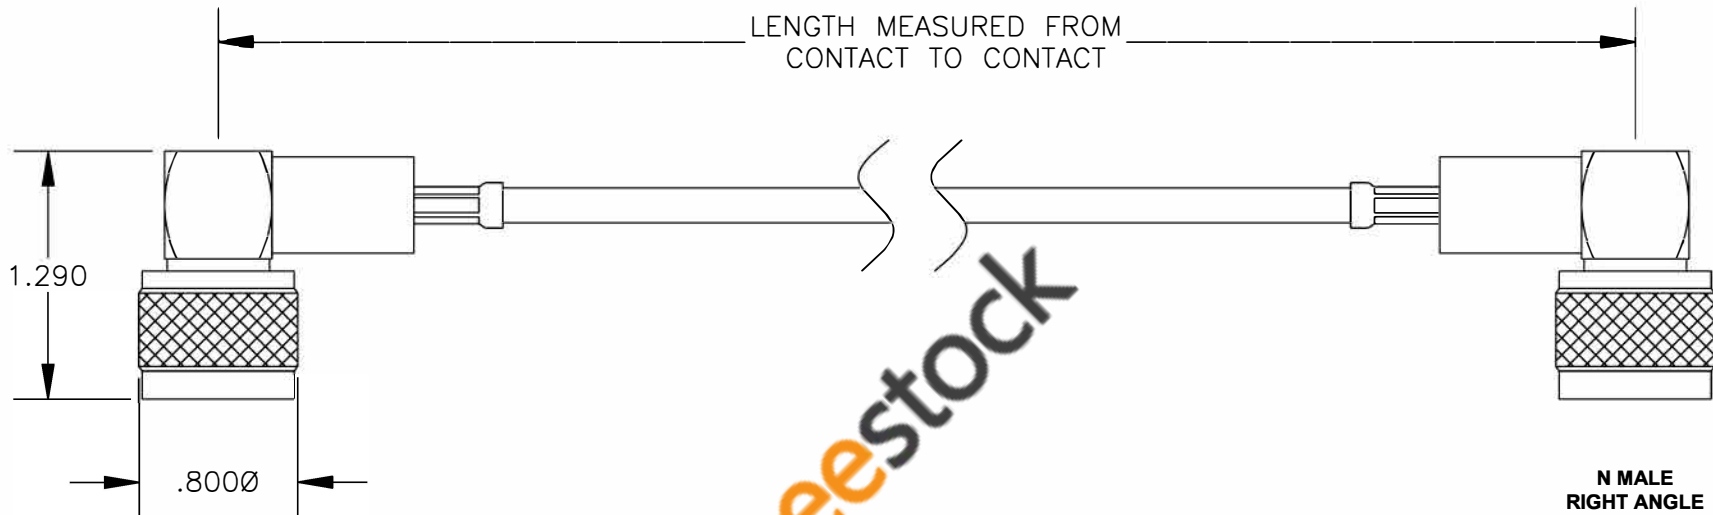 LENGTH MEASURED FROM
CONTACT TO CONTACT
1.290
.800Ø
eestock
N MALE
RIGHT ANGLE